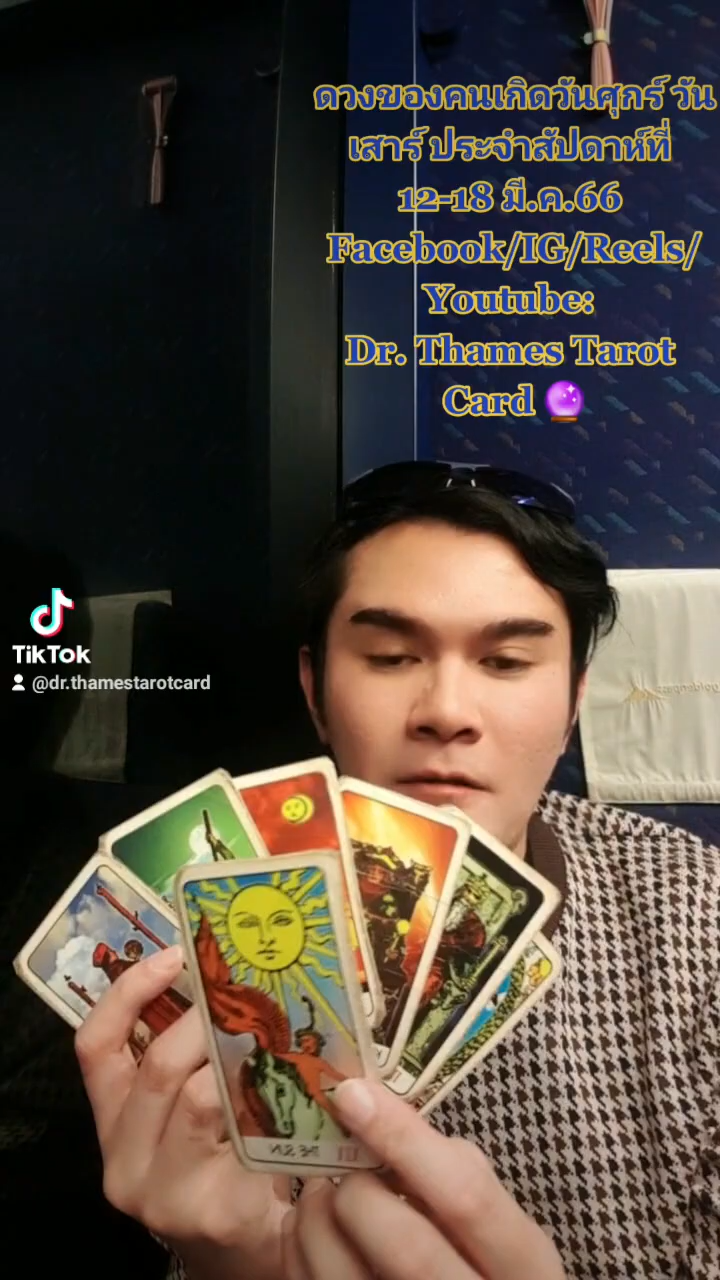 ดวงของคนเกิดวันศุกร์ วัน
เสาร์ ประจำสัปดาห์ที่
12-18 มี.ค.66
Facebook/IG/Reels/
Youtube:
Dr. Thames Tarot
Card 🔮
TikTok
@dr.thamestarotcard
THE SUN